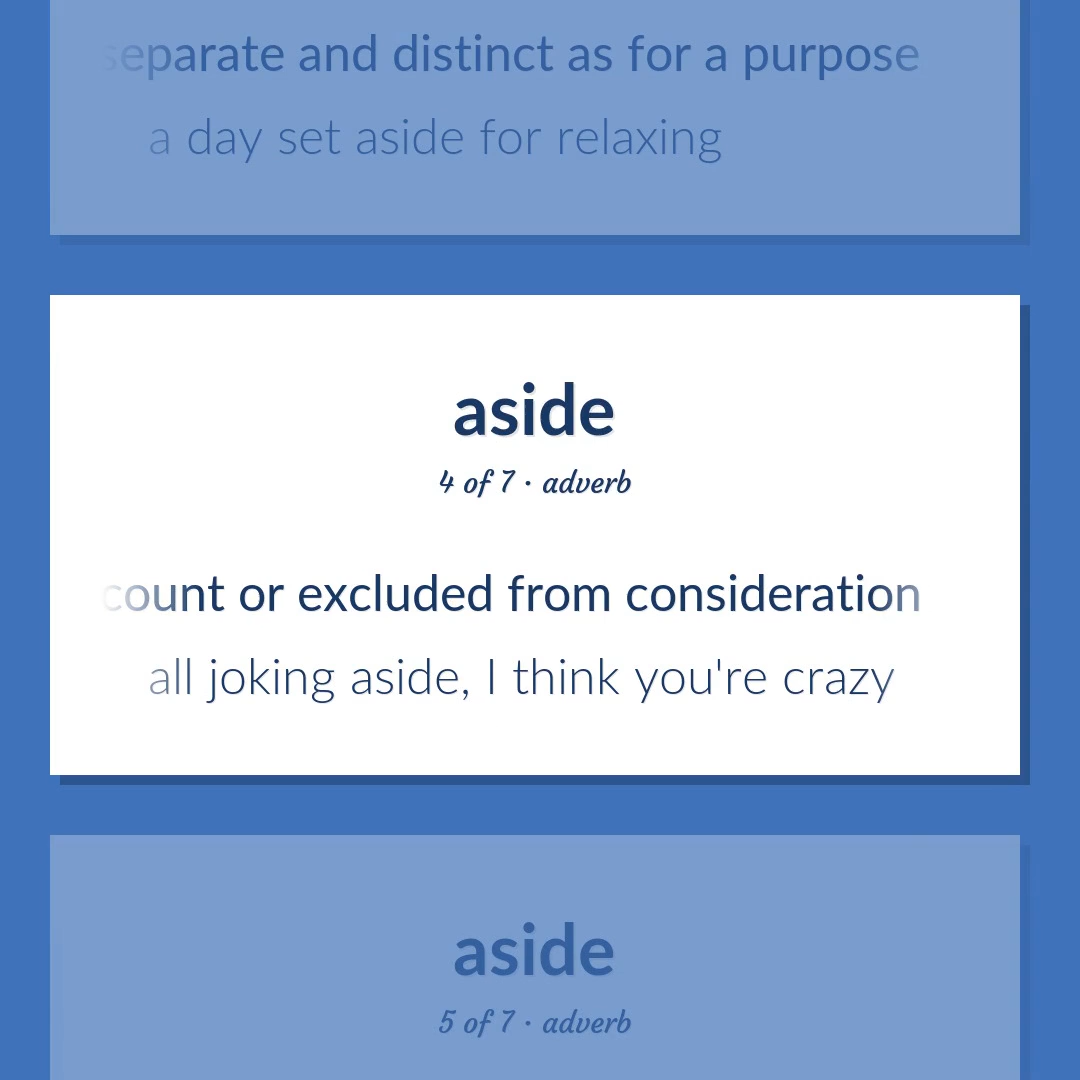 separate and distinct as for a purpose
a day set aside for relaxing
aside
4 of 7 · adverb
count or excluded from consideration
all joking aside, I think you're crazy
aside
5 of 7 · adverb